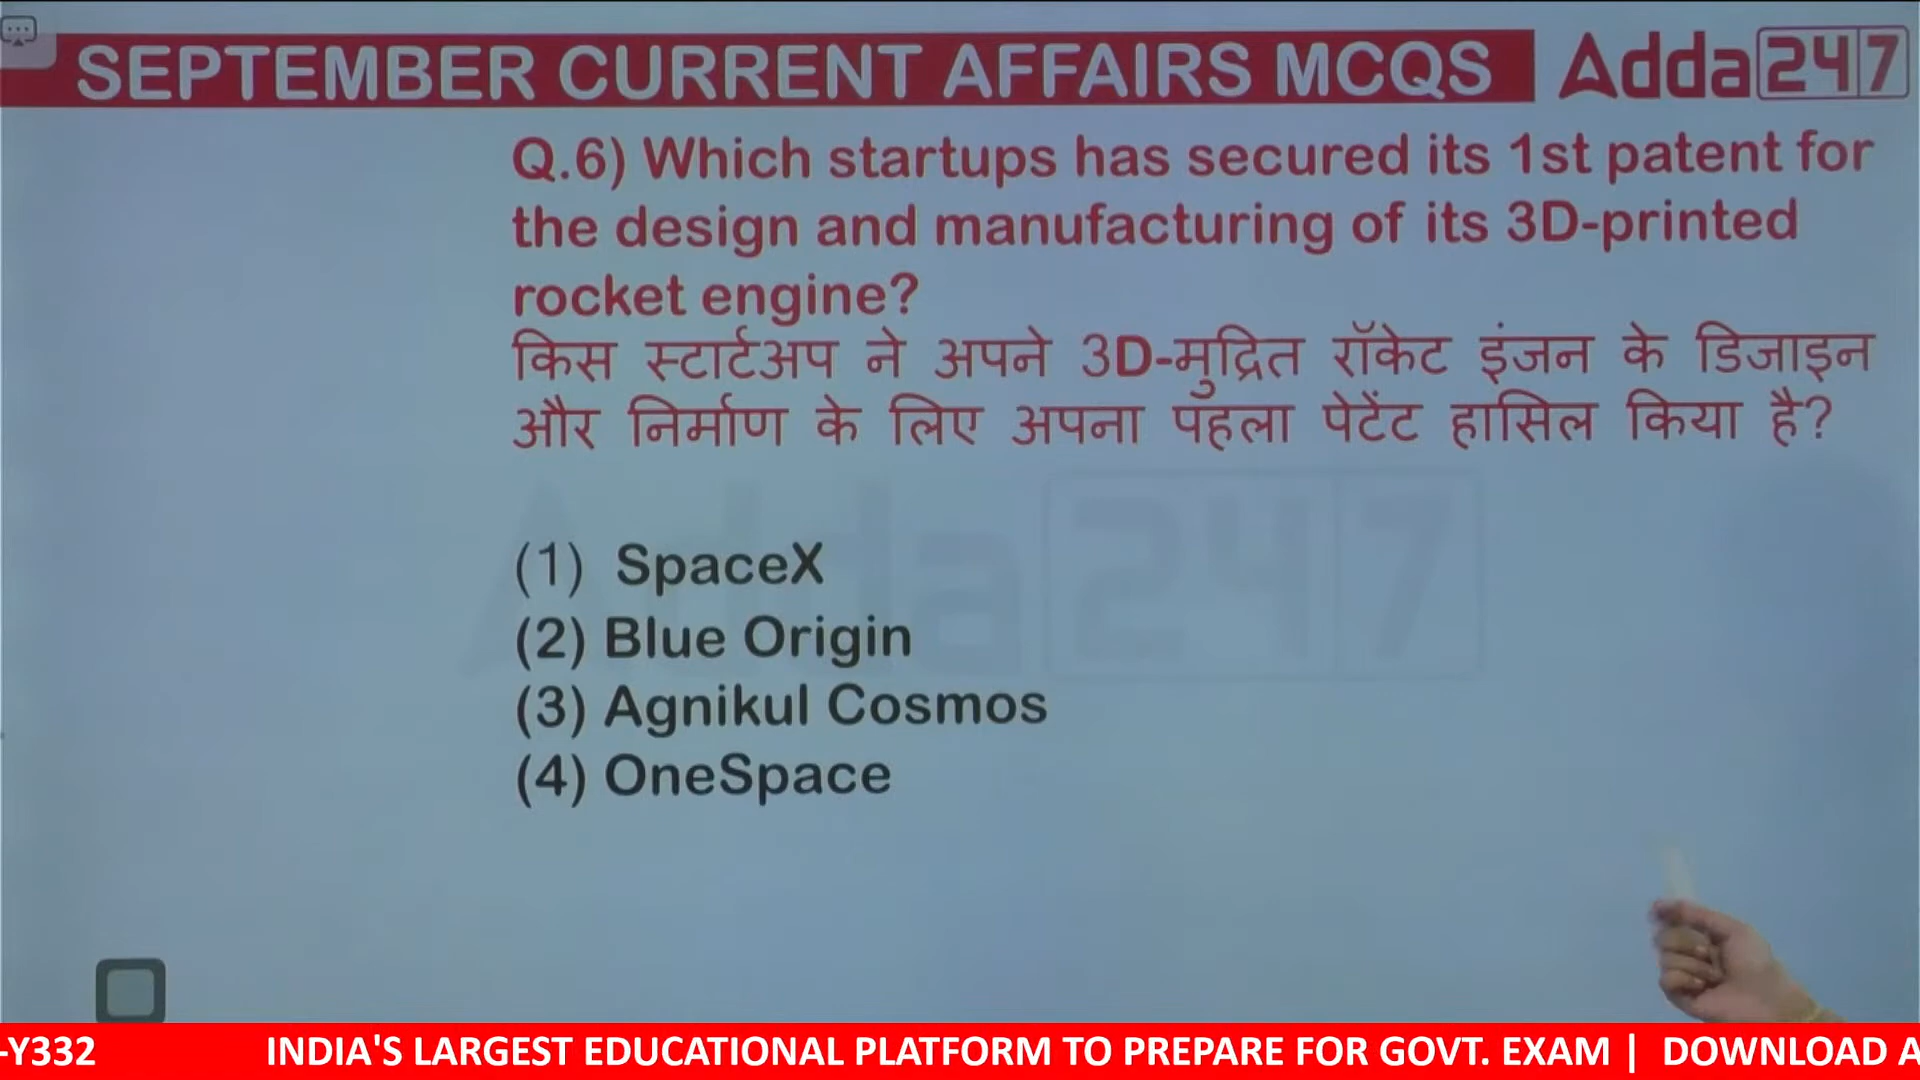 SEPTEMBER CURRENT AFFAIRS MCQS
Adda247
Q.6) Which startups has secured its 1st patent for
the design and manufacturing of its 3D-printed
rocket engine?
किस स्टार्टअप ने अपने 3D-मुद्रित रॉकेट इंजन के डिजाइन
और निर्माण के लिए अपना पहला पेटेंट हासिल किया है?
Adda247
(1) SpaceX
(2) Blue Origin
(3) Agnikul Cosmos
(4) OneSpace
-Y332 INDIA'S LARGEST EDUCATIONAL PLATFORM TO PREPARE FOR GOVT. EXAM | DOWNLOAD A